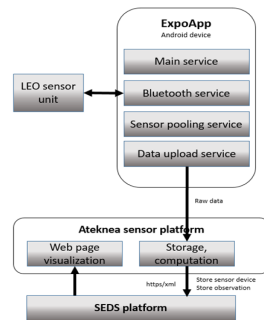 ExpoApp
Android device
Main service
LEO sensor
unit
Bluetooth service
Sensor pooling service
Data upload service
Raw data
Ateknea sensor platform
Web page
visualization
Storage,
computation
https/xml
Store sensor device
Store observation
SEDS platform